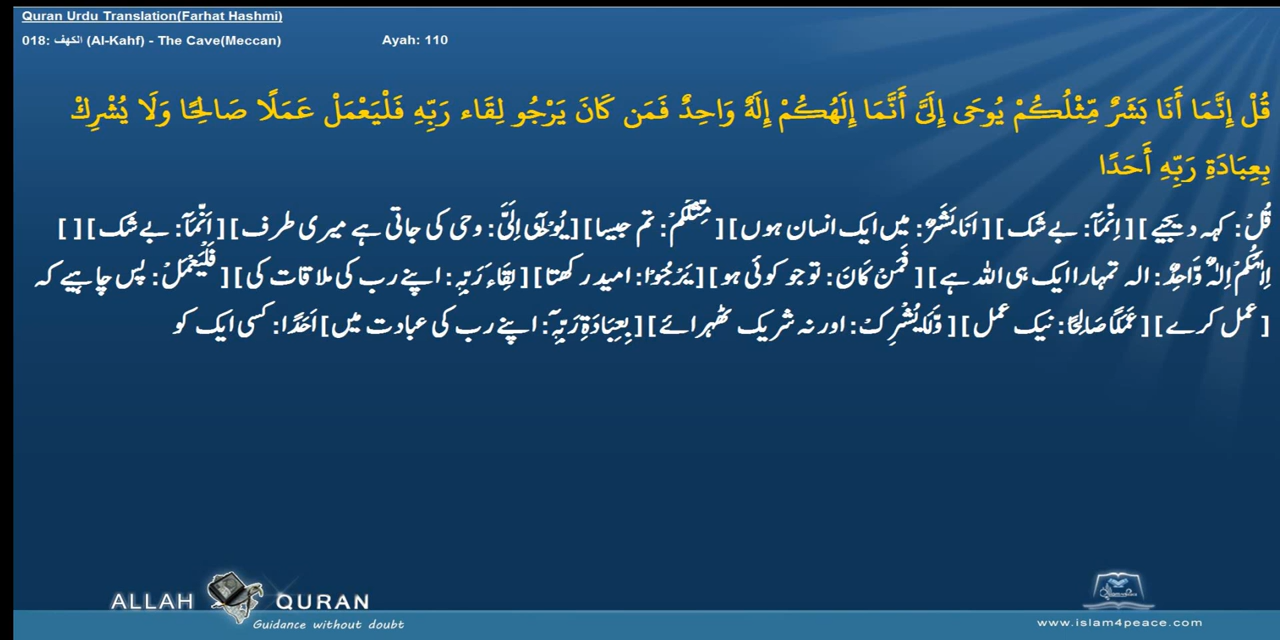 Quran Urdu Translation(Farhat Hashmi)
018: الكهف (Al-Kahf) - The Cave(Meccan) Ayah: 110
قُلْ إِنَّمَا أَنَا بَشَرٌ مِّثْلُكُمْ يُوحَى إِلَيَّ أَنَّمَا إِلَهُكُمْ إِلَهٌ وَاحِدٌ فَمَن كَانَ يَرْجُو لِقَاء رَبِّهِ فَلْيَعْمَلْ عَمَلًا صَالِحًا وَلَا يُشْرِكْ
بِعِبَادَةِ رَبِّهِ أَحَدًا
قُلْ: کہہ دیجیے] [اِنَّمَآ: بے شک] [اَنَا بَشَرٌ: میں ایک انسان ہوں] [مِّثْلُكُمْ: تم جیسا] [يُوْحٰٓى اِلَيَّ: وحی کی جاتی ہے میری طرف] [اَنَّمَآ: بے شک] [ ]
اِلٰـهُكُمْ اِلٰهٌ وَّاحِدٌ: الہ تمہارا ایک ہی اللہ ہے] [فَمَنْ كَانَ: تو جو کوئی ہو] [يَرْجُوْا: امید رکھتا] [لِقَاۗءَ رَبِّهٖ: اپنے رب کی ملاقات کی] [فَلْيَعْمَلْ: پس چاہیے کہ
[عمل کرے] [عَمَلًا صَالِحًا: نیک عمل] [وَّلَا يُشْرِكْ: اور نہ شریک ٹھہرائے] [بِعِبَادَةِ رَبِّهٖٓ: اپنے رب کی عبادت میں] اَحَدًا: کسی ایک کو
ALLAH QURAN
Guidance without doubt
www.islam4peace.com